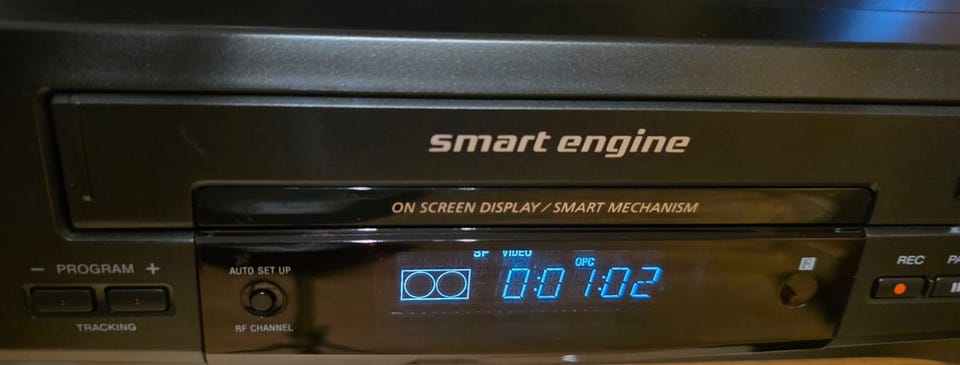 smart engine
ON SCREEN DISPLAY / SMART MECHANISM
SP VIDEO
OPC
0:01:02
AUTO SET UP
RF CHANNEL
− PROGRAM +
TRACKING
REC